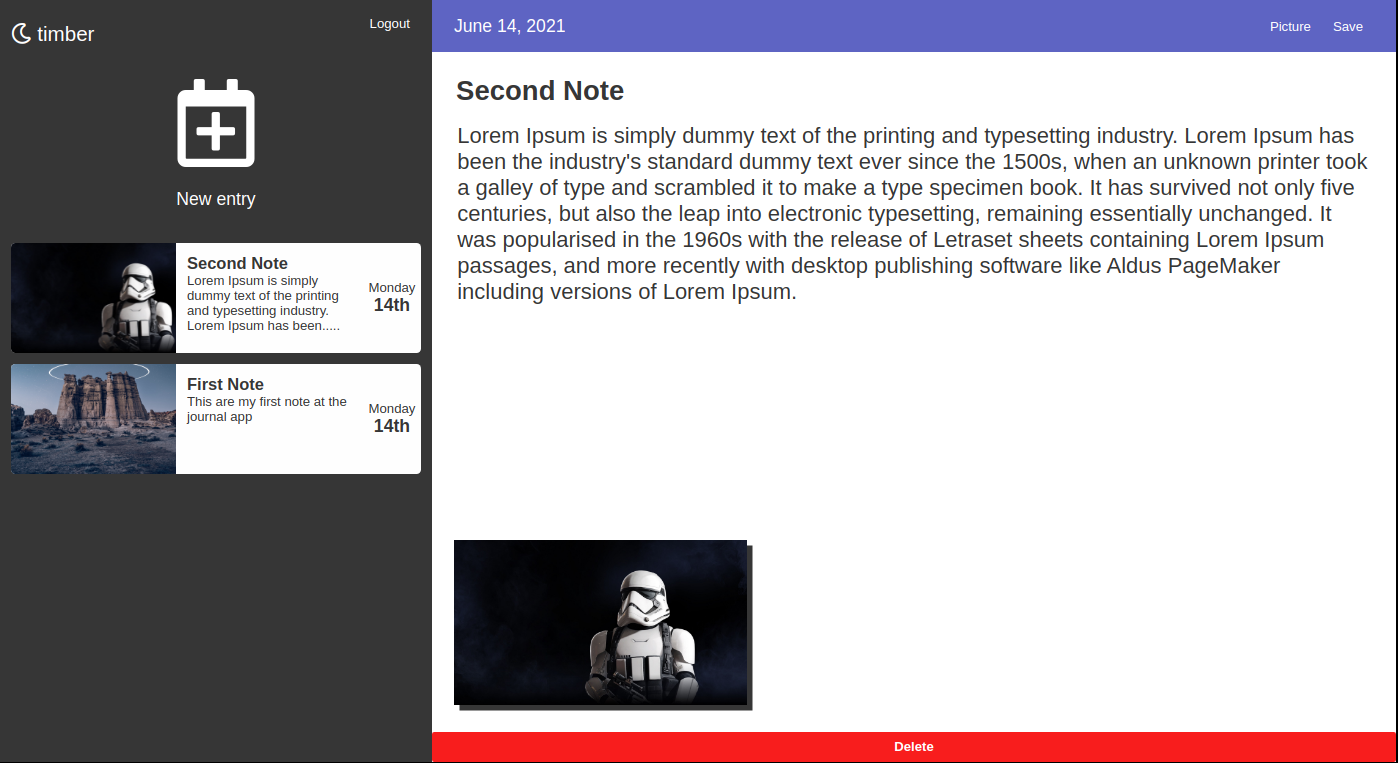 timber
Logout
New entry
Second Note
Lorem Ipsum is simply
dummy text of the printing
and typesetting industry.
Lorem Ipsum has been.....
Monday
14th
First Note
This are my first note at the
journal app
Monday
14th
June 14, 2021
Picture
Save
Second Note
Lorem Ipsum is simply dummy text of the printing and typesetting industry. Lorem Ipsum has
been the industry's standard dummy text ever since the 1500s, when an unknown printer took
a galley of type and scrambled it to make a type specimen book. It has survived not only five
centuries, but also the leap into electronic typesetting, remaining essentially unchanged. It
was popularised in the 1960s with the release of Letraset sheets containing Lorem Ipsum
passages, and more recently with desktop publishing software like Aldus PageMaker
including versions of Lorem Ipsum.
Delete